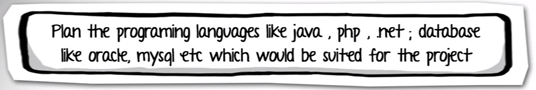 Plan the programing languages like java , php , .net ; database
like oracle, mysql etc which would be suited for the project